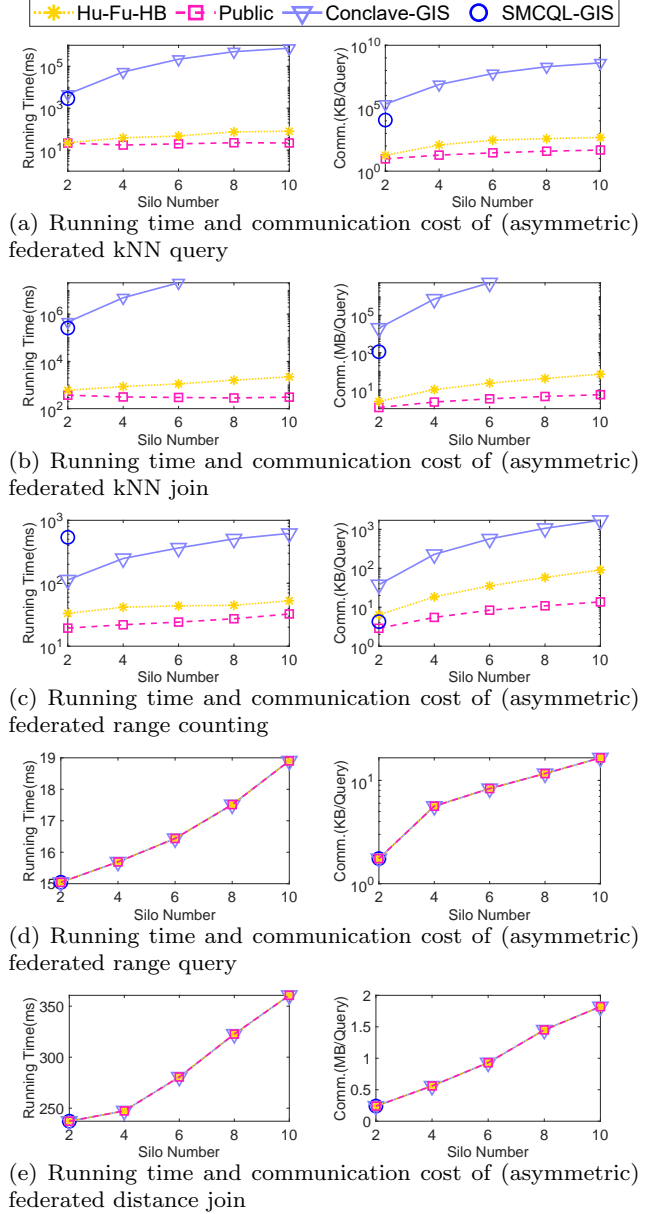 Hu-Fu-HB Public Conclave-GIS SMCQL-GIS
Running Time(ms)
10^5
10^3
10^1
2 4 6 8 10
Silo Number
Comm.(KB/Query)
10^10
10^5
10^0
2 4 6 8 10
Silo Number
(a) Running time and communication cost of (asymmetric)
federated kNN query
Running Time(ms)
10^6
10^4
10^2
2 4 6 8 10
Silo Number
Comm.(MB/Query)
10^5
10^3
10^1
2 4 6 8 10
Silo Number
(b) Running time and communication cost of (asymmetric)
federated kNN join
Running Time(ms)
10^3
10^2
10^1
2 4 6 8 10
Silo Number
Comm.(KB/Query)
10^3
10^2
10^1
10^0
2 4 6 8 10
Silo Number
(c) Running time and communication cost of (asymmetric)
federated range counting
Running Time(ms)
19
18
17
16
15
2 4 6 8 10
Silo Number
Comm.(KB/Query)
10^1
10^0
2 4 6 8 10
Silo Number
(d) Running time and communication cost of (asymmetric)
federated range query
Running Time(ms)
350
300
250
2 4 6 8 10
Silo Number
Comm.(MB/Query)
2
1.5
1
0.5
0
2 4 6 8 10
Silo Number
(e) Running time and communication cost of (asymmetric)
federated distance join